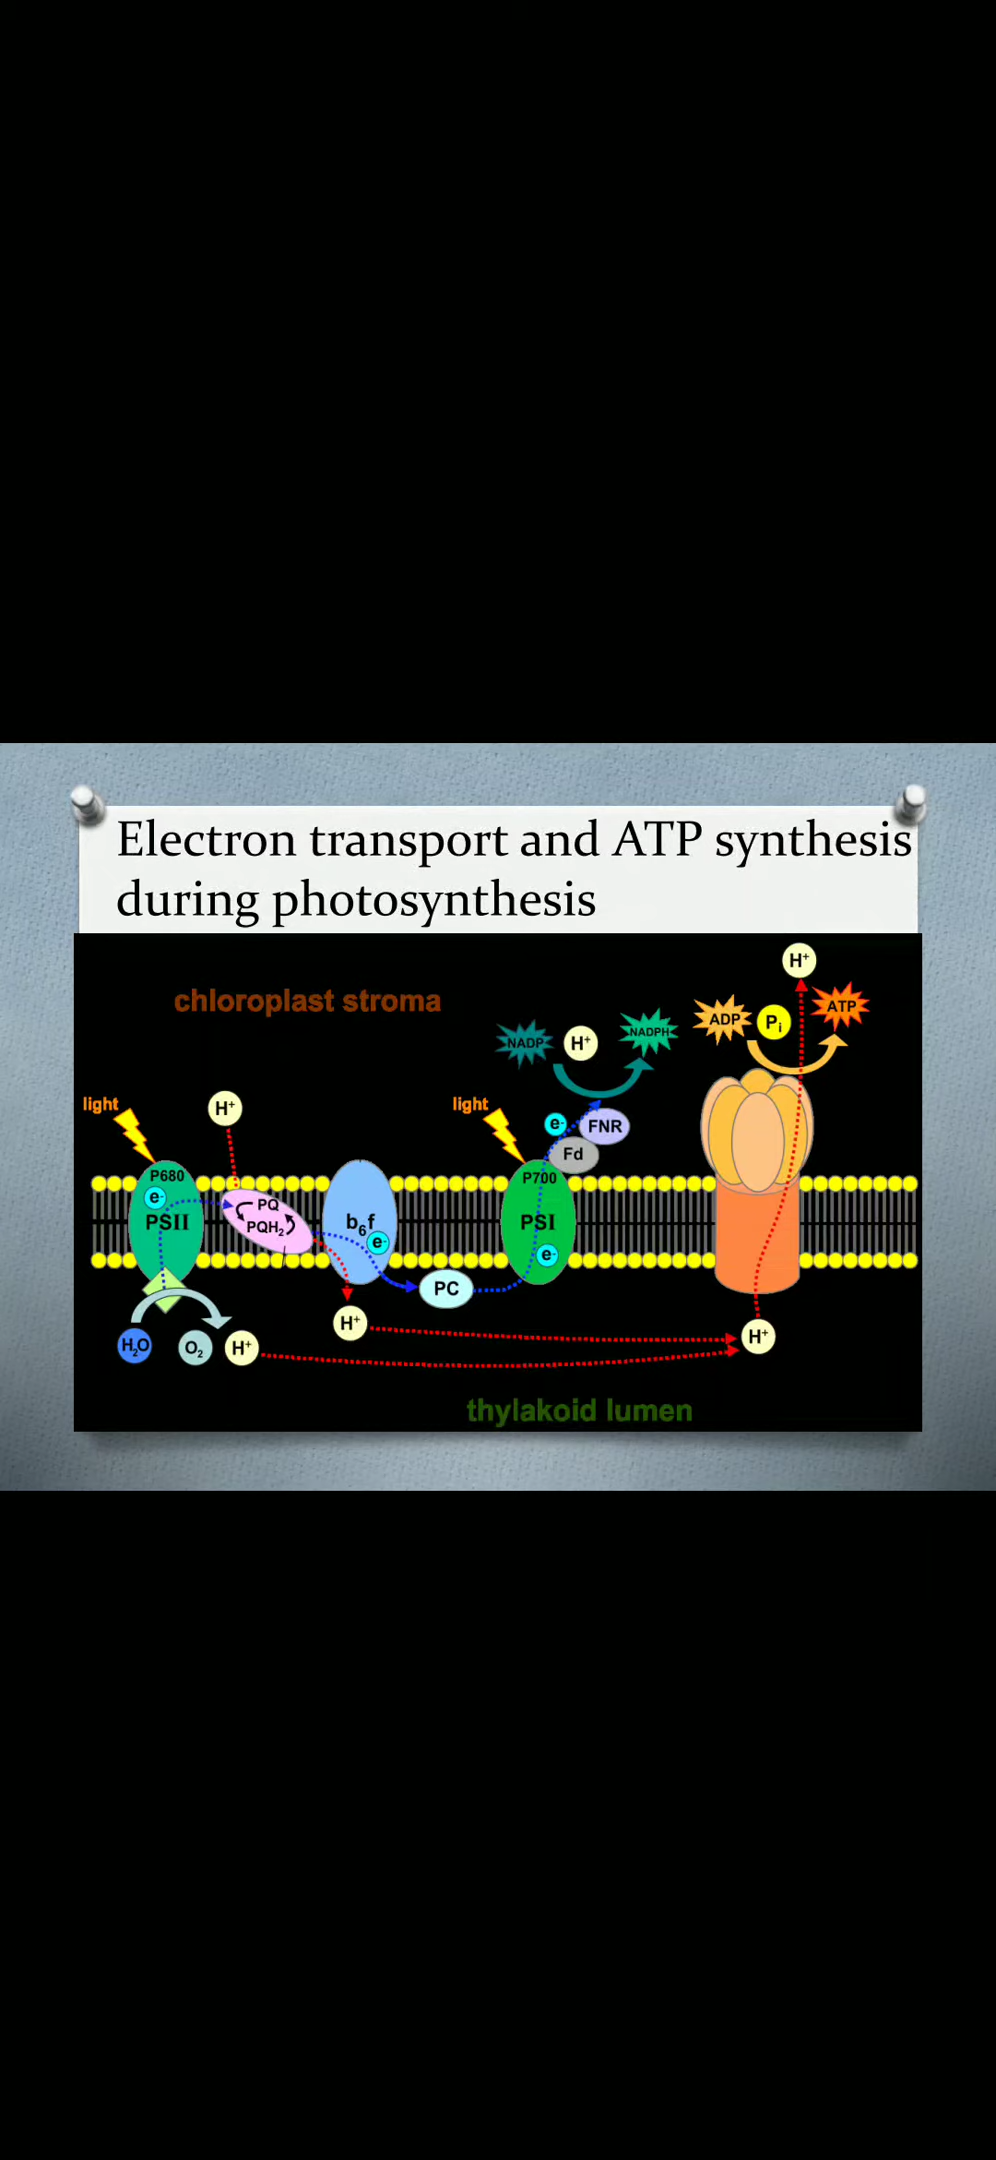 Electron transport and ATP synthesis
during photosynthesis
H⁺
chloroplast stroma
ADP
Pᵢ
ATP
NADP
H⁺
NADPH
light
H⁺
light
e⁻
FNR
Fd
P680
e⁻
PSII
PQ
PQH₂
b₆f
e⁻
P700
PSI
e⁻
PC
H₂O
O₂
H⁺
H⁺
H⁺
thylakoid lumen